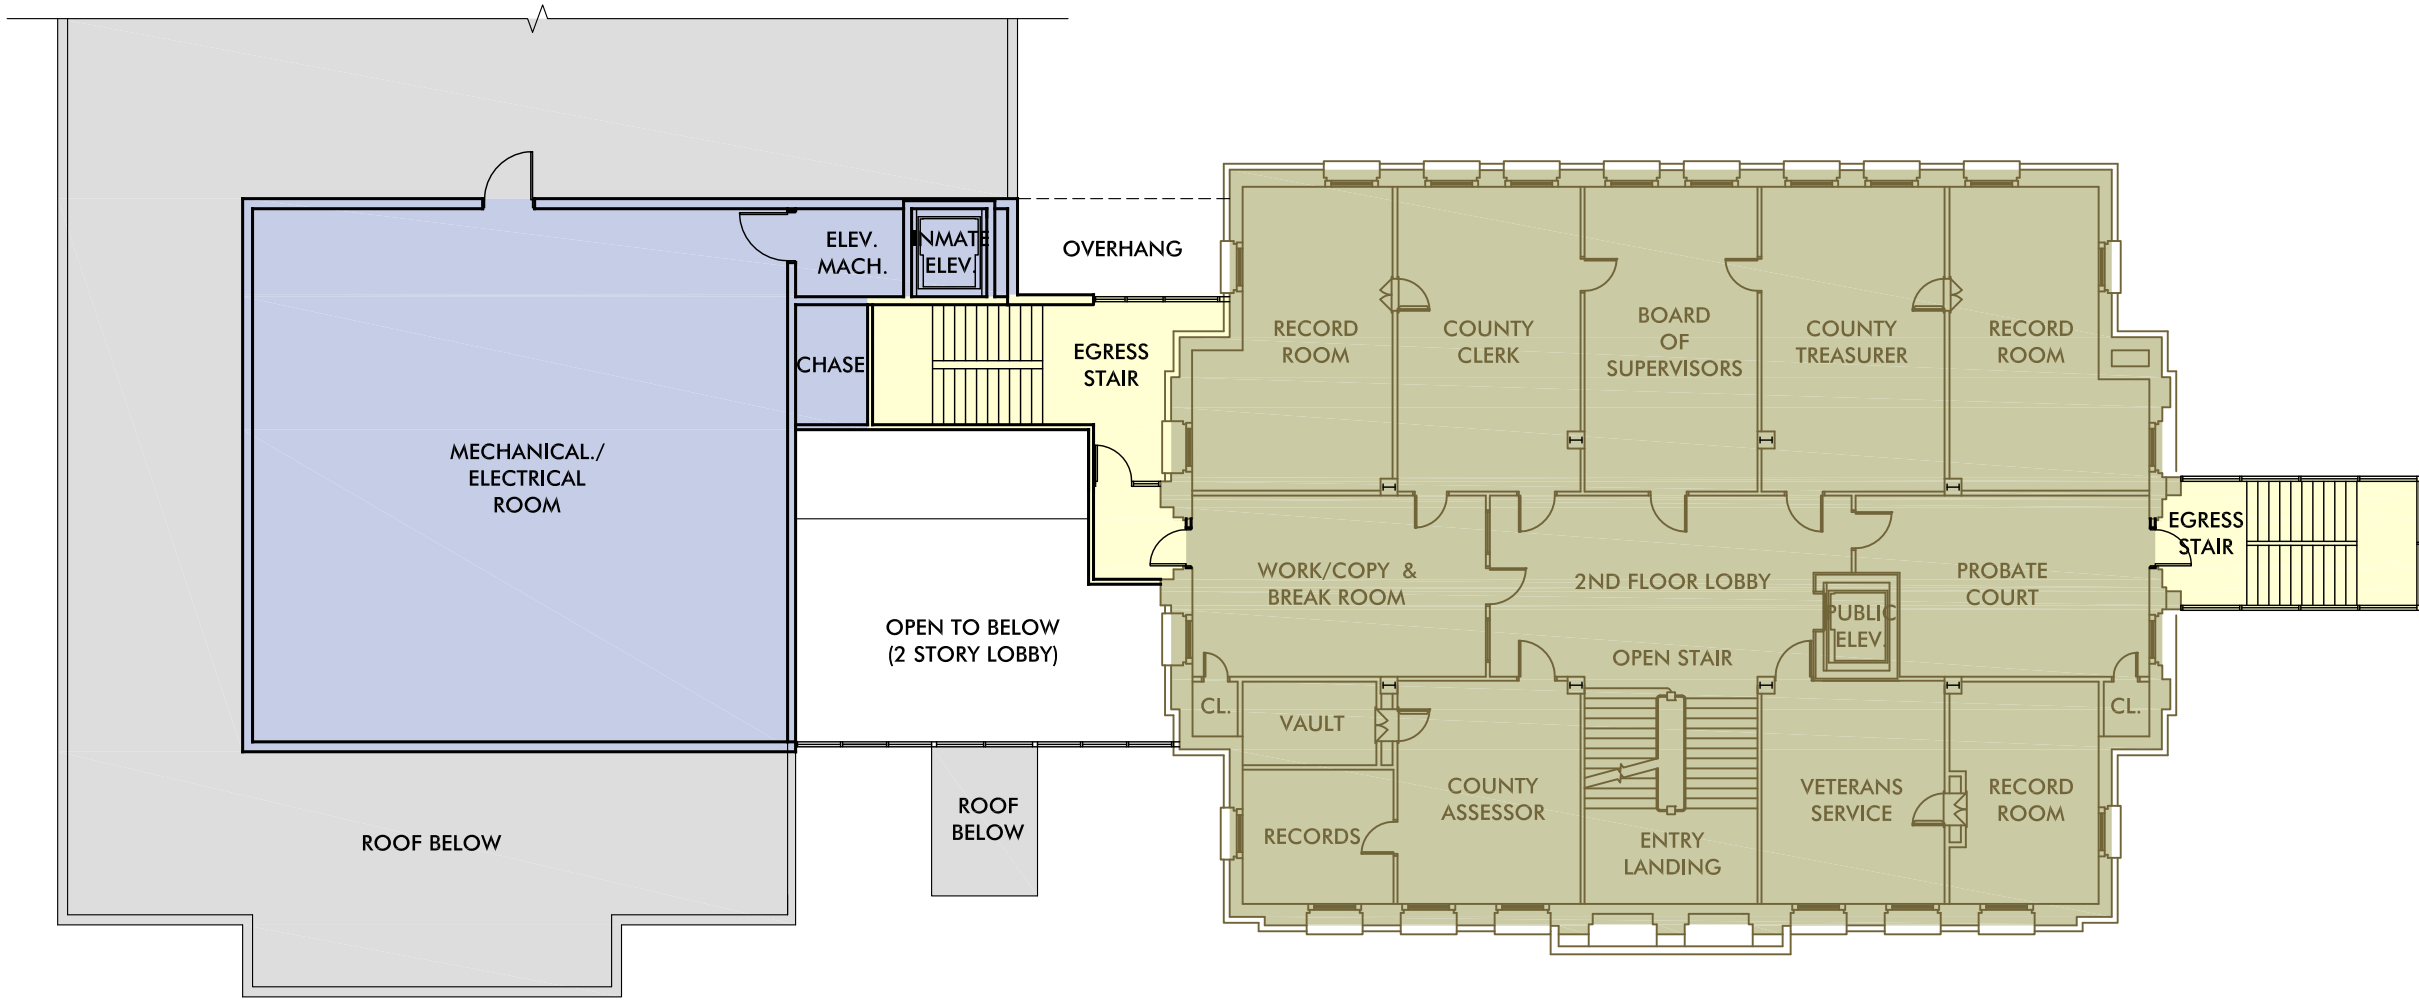 ELEV.
MACH.
INMATE
ELEV.
OVERHANG
CHASE
EGRESS
STAIR
MECHANICAL./
ELECTRICAL
ROOM
OPEN TO BELOW
(2 STORY LOBBY)
ROOF BELOW
ROOF
BELOW
RECORD
ROOM
COUNTY
CLERK
BOARD
OF
SUPERVISORS
COUNTY
TREASURER
RECORD
ROOM
WORK/COPY &
BREAK ROOM
2ND FLOOR LOBBY
OPEN STAIR
PUBLIC
ELEV.
PROBATE
COURT
EGRESS
STAIR
CL.
VAULT
RECORDS
COUNTY
ASSESSOR
ENTRY
LANDING
VETERANS
SERVICE
RECORD
ROOM
CL.